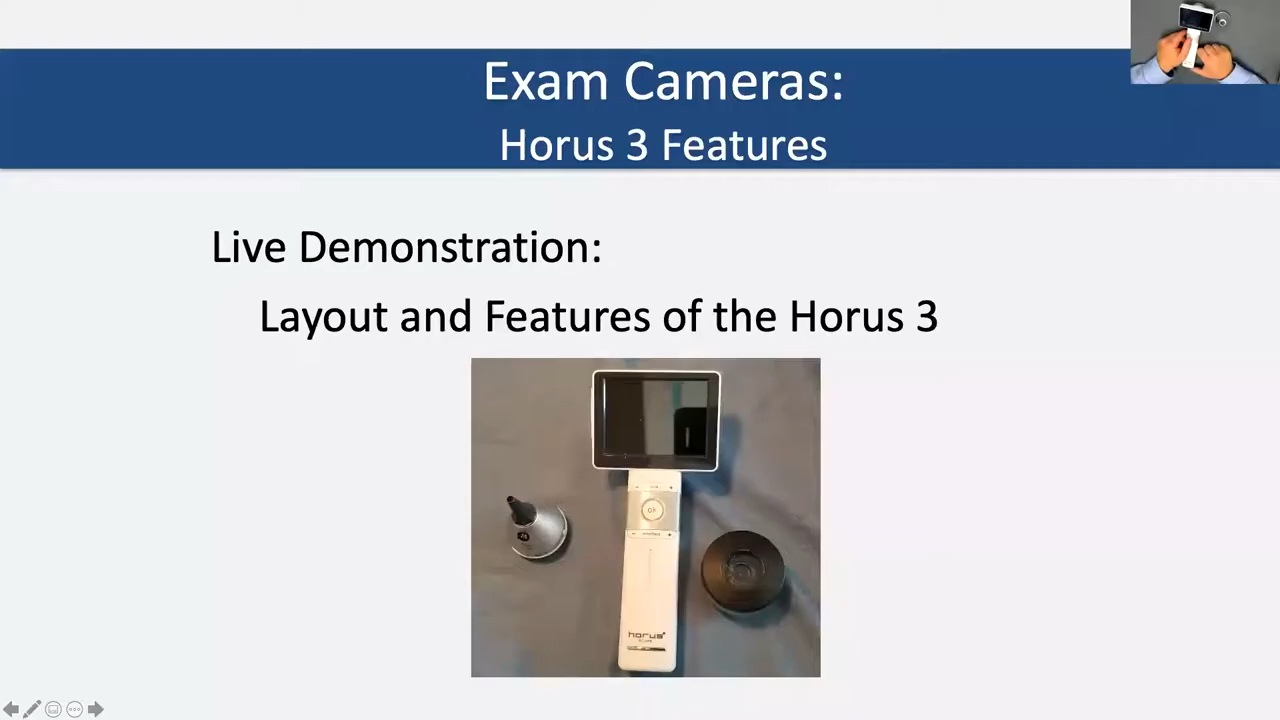 Exam Cameras:
Horus 3 Features
Live Demonstration:
Layout and Features of the Horus 3
ok
horus